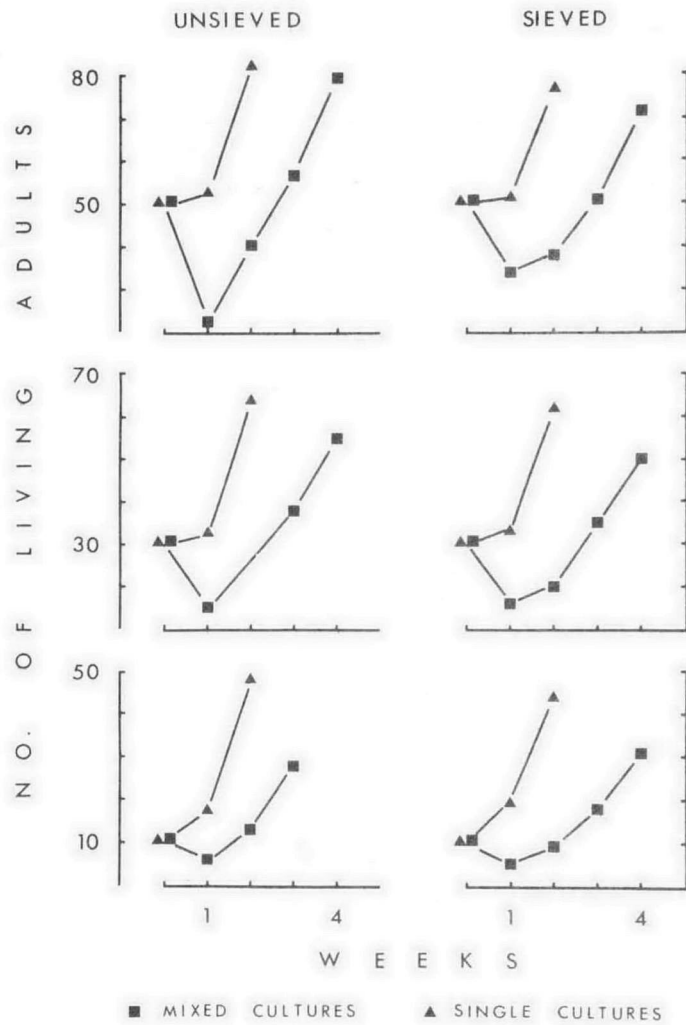 UNSIEVED
SIEVED
80
50
70
30
50
10
NO. OF LIVING ADULTS
1 4 1 4
WEEKS
■ MIXED CULTURES ▲ SINGLE CULTURES